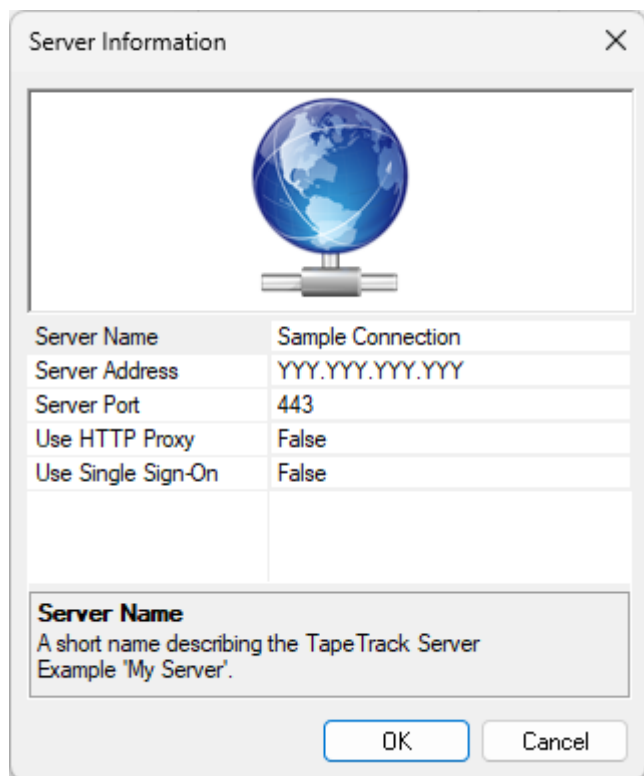 Server Information
Server Name Sample Connection
Server Address YYY.YYY.YYY.YYY
Server Port 443
Use HTTP Proxy False
Use Single Sign-On False
Server Name
A short name describing the TapeTrack Server
Example 'My Server'.
OK Cancel